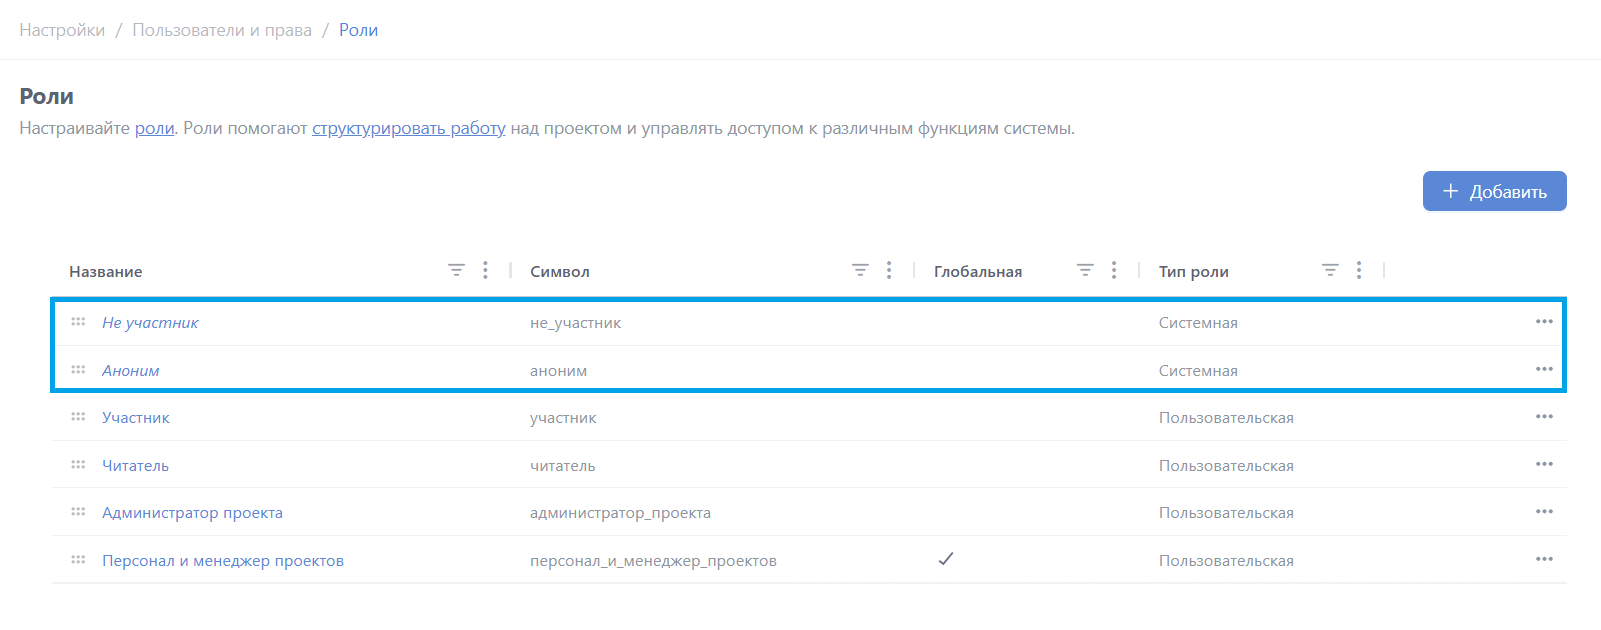 Настройки / Пользователи и права / Роли
Роли
Настраивайте роли. Роли помогают структурировать работу над проектом и управлять доступом к различным функциям системы.
+ Добавить
Название Символ Глобальная Тип роли
Не участник не_участник Системная
Аноним аноним Системная
Участник участник Пользовательская
Читатель читатель Пользовательская
Администратор проекта администратор_проекта Пользовательская
Персонал и менеджер проектов персонал_и_менеджер_проектов Пользовательская